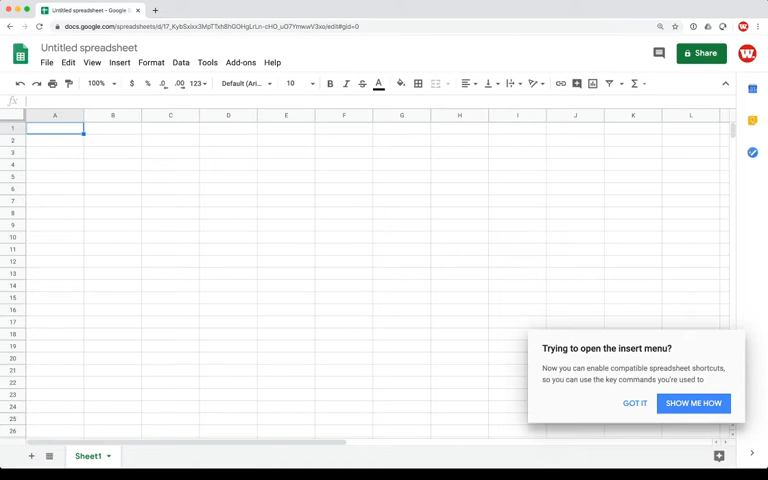 Untitled spreadsheet - Google S
docs.google.com/spreadsheets/d/
Untitled spreadsheet
File Edit View Insert Format Data Tools Add-ons Help
Share
100% $ % .0 .00 123 Default (Ari... 10 B I S A
fx
A B C D E F G H I J K L
1
2
3
4
5
6
7
8
9
10
11
12
13
14
15
16
17
18
19
20
21
22
23
24
25
26
Trying to open the insert menu?
Now you can enable compatible spreadsheet shortcuts,
so you can use the key commands you're used to
GOT IT SHOW ME HOW
Sheet1